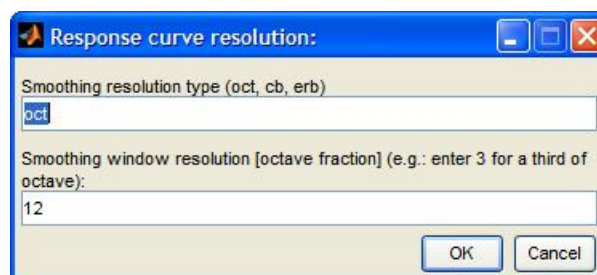 Response curve resolution:
Smoothing resolution type (oct, cb, erb)
oct
Smoothing window resolution [octave fraction] (e.g.: enter 3 for a third of
octave):
12
OK Cancel